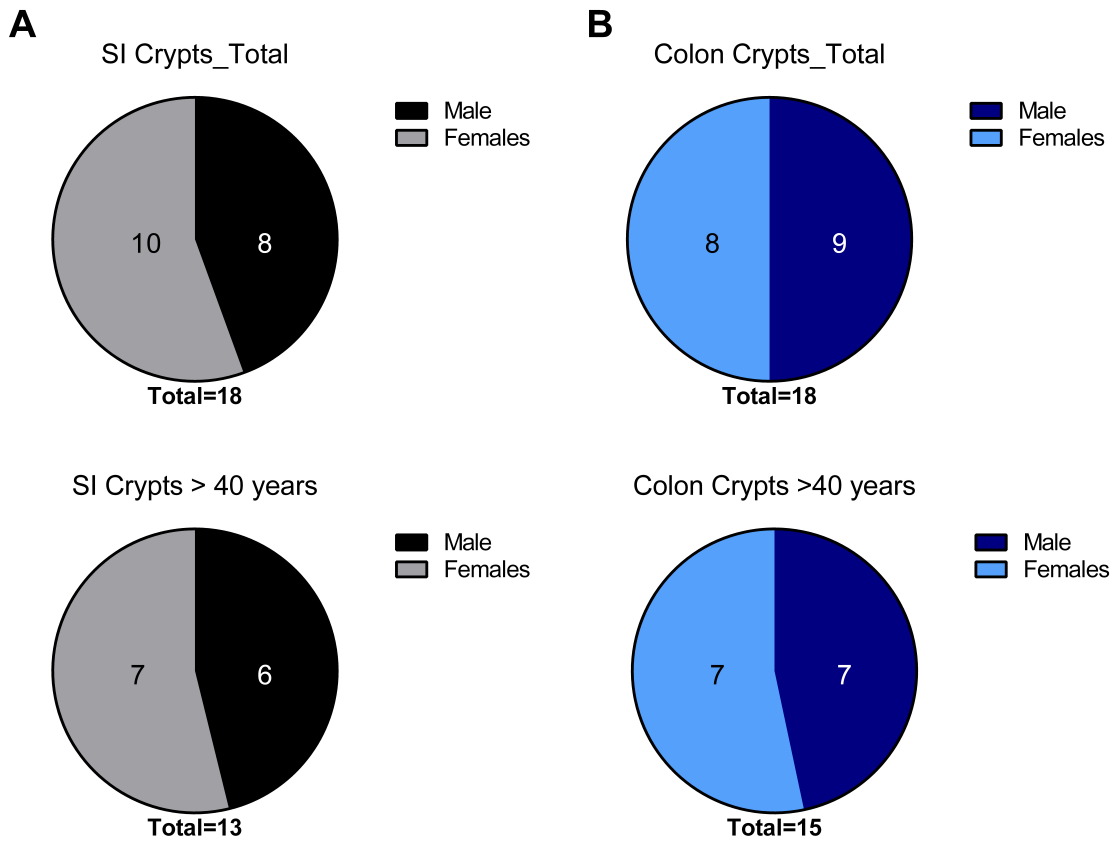 A
SI Crypts_Total
Male
Females
10
8
Total=18
SI Crypts > 40 years
Male
Females
7
6
Total=13
B
Colon Crypts_Total
Male
Females
8
9
Total=18
Colon Crypts >40 years
Male
Females
7
7
Total=15